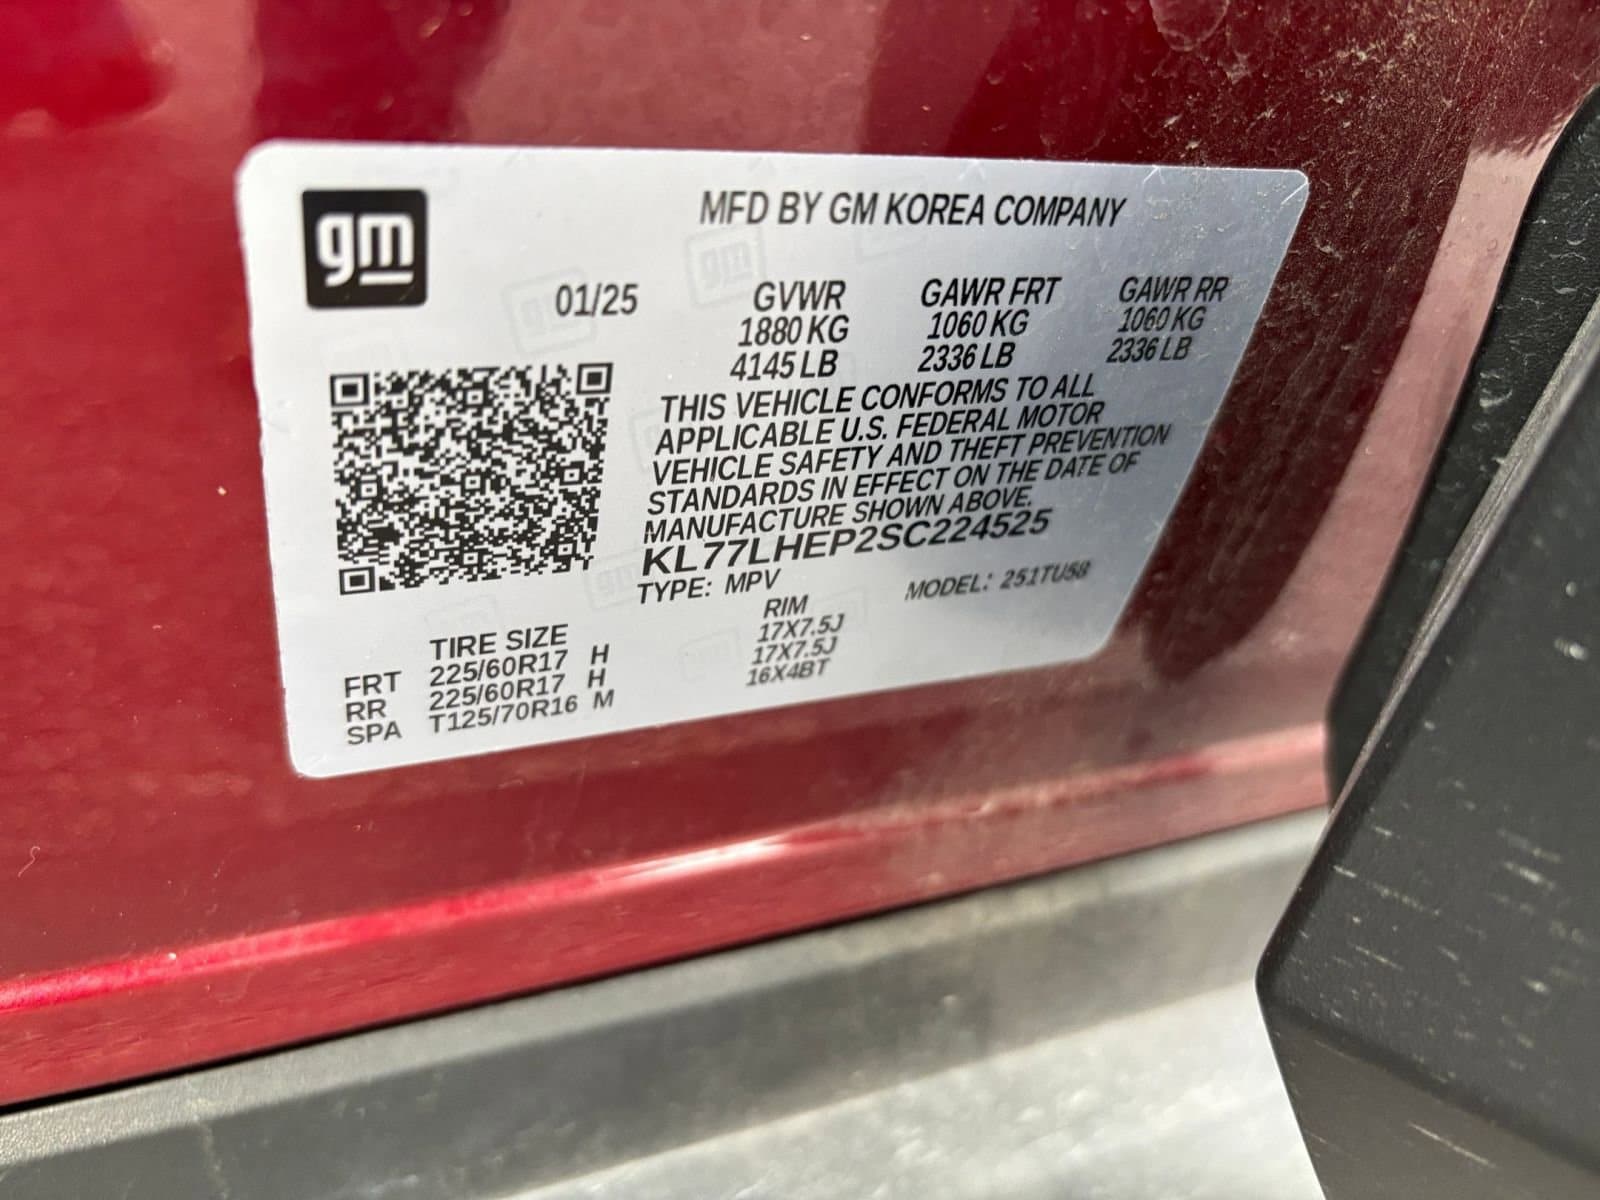 gm
MFD BY GM KOREA COMPANY
01/25
GVWR GAWR FRT GAWR RR
1880 KG 1060 KG 1060 KG
4145 LB 2336 LB 2336 LB
THIS VEHICLE CONFORMS TO ALL
APPLICABLE U.S. FEDERAL MOTOR
VEHICLE SAFETY AND THEFT PREVENTION
STANDARDS IN EFFECT ON THE DATE OF
MANUFACTURE SHOWN ABOVE.
KL77LHEP2SC224525
TYPE: MPV MODEL: 251TU58
TIRE SIZE RIM
FRT 225/60R17 H 17X7.5J
RR 225/60R17 H 17X7.5J
SPA T125/70R16 M 16X4BT